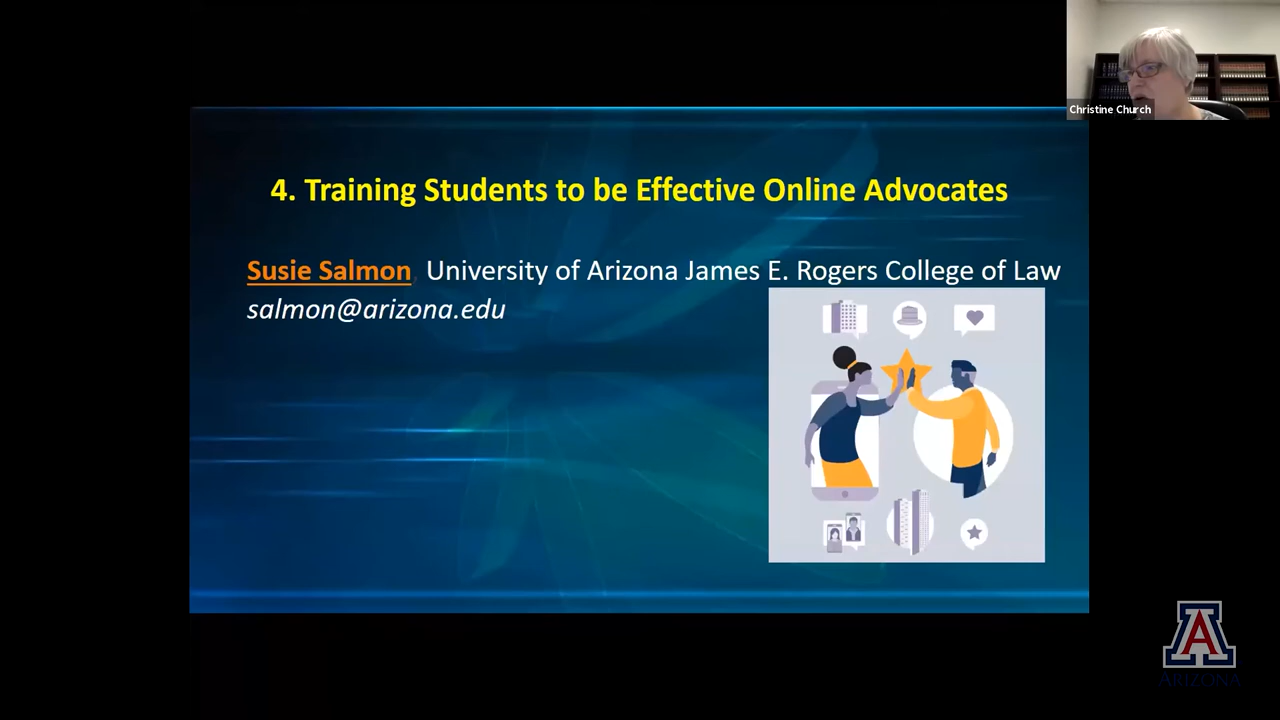 Christine Church
4. Training Students to be Effective Online Advocates
Susie Salmon, University of Arizona James E. Rogers College of Law
salmon@arizona.edu
A
ARIZONA